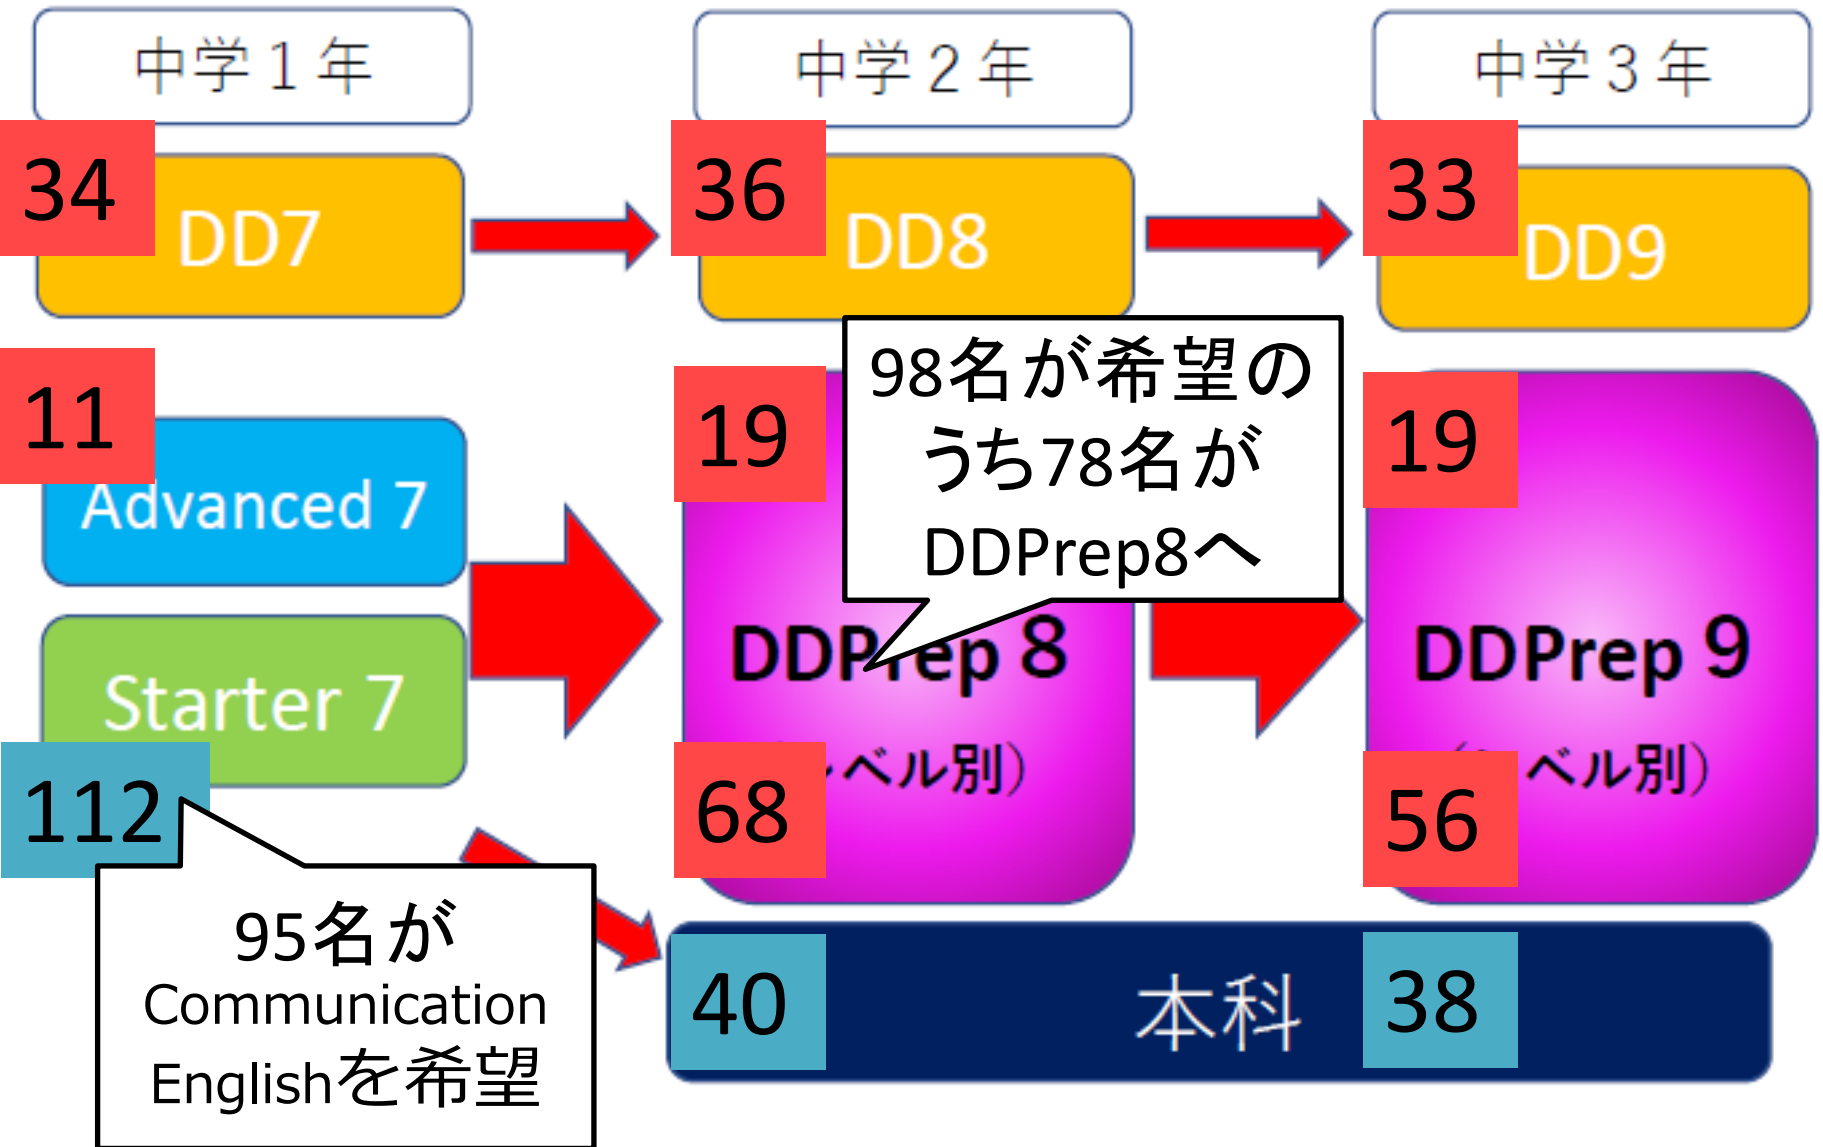 中学１年
中学２年
中学３年
34
DD7
36
DD8
33
DD9
11
Advanced 7
Starter 7
112
95名が
Communication
Englishを希望
19
98名が希望の
うち78名が
DDPrep8へ
DDPrep 8
ベル別）
68
19
DDPrep 9
ベル別）
56
40
本科
38